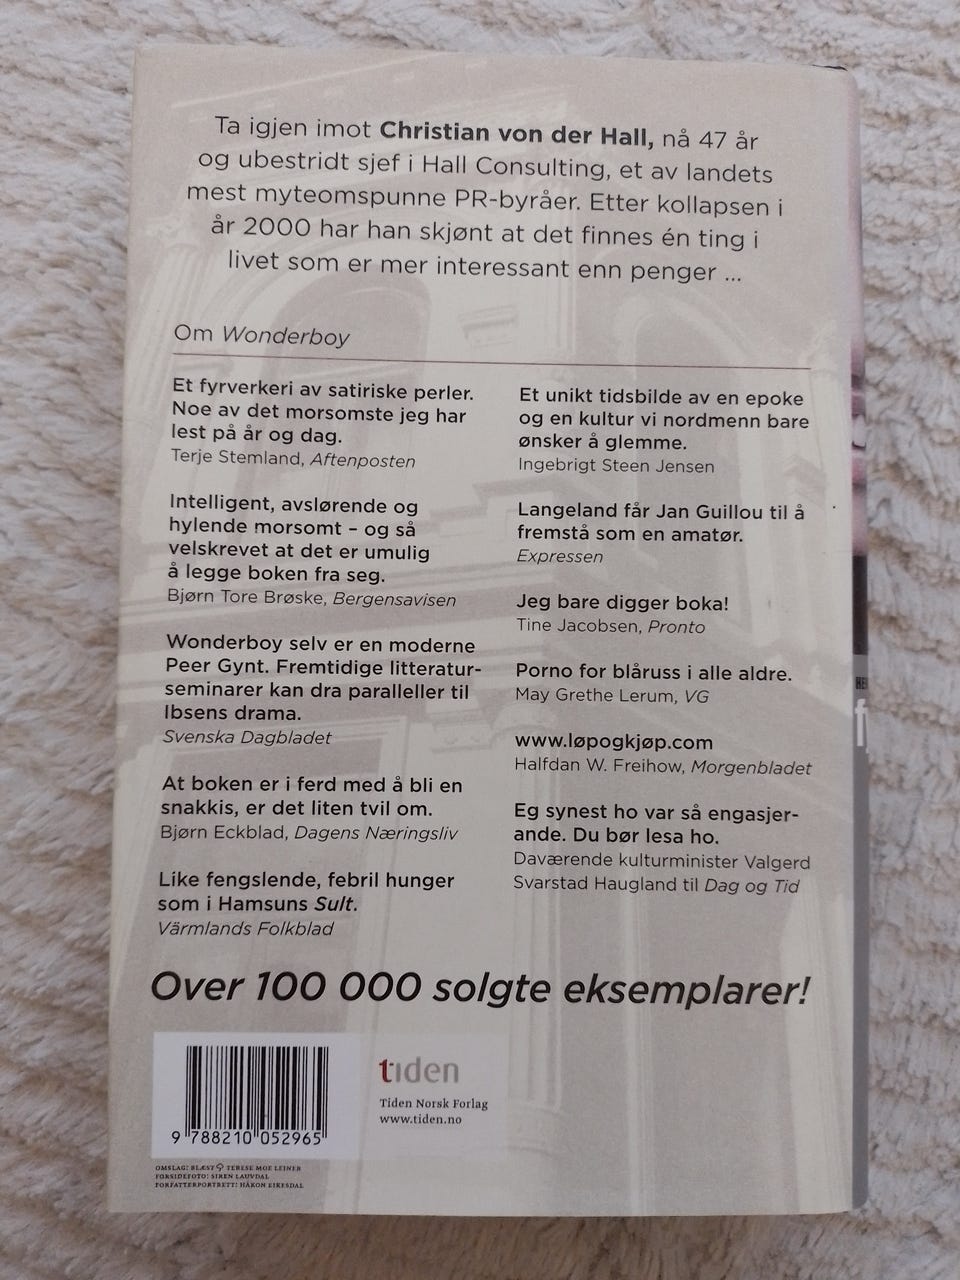 Ta igjen imot Christian von der Hall, nå 47 år
og ubestridt sjef i Hall Consulting, et av landets
mest myteomspunne PR-byråer. Etter kollapsen i
år 2000 har han skjønt at det finnes én ting i
livet som er mer interessant enn penger ...
Om Wonderboy
Et fyrverkeri av satiriske perler.
Noe av det morsomste jeg har
lest på år og dag.
Terje Stemland, Aftenposten
Intelligent, avslørende og
hylende morsomt – og så
velskrevet at det er umulig
å legge boken fra seg.
Bjørn Tore Brøske, Bergensavisen
Wonderboy selv er en moderne
Peer Gynt. Fremtidige litteratur-
seminarer kan dra paralleller til
Ibsens drama.
Svenska Dagbladet
At boken er i ferd med å bli en
snakkis, er det liten tvil om.
Bjørn Eckblad, Dagens Næringsliv
Like fengslende, febril hunger
som i Hamsuns Sult.
Värmlands Folkblad
Et unikt tidsbilde av en epoke
og en kultur vi nordmenn bare
ønsker å glemme.
Ingebrigt Steen Jensen
Langeland får Jan Guillou til å
fremstå som en amatør.
Expressen
Jeg bare digger boka!
Tine Jacobsen, Pronto
Porno for blåruss i alle aldre.
May Grethe Lerum, VG
www.løpogkjøp.com
Halfdan W. Freihow, Morgenbladet
Eg synest ho var så engasjer-
ande. Du bør lesa ho.
Daværende kulturminister Valgerd
Svarstad Haugland til Dag og Tid
Over 100 000 solgte eksemplarer!
9 788210 052965
tiden
Tiden Norsk Forlag
www.tiden.no
OMSLAG: BLÆST TERESE MOE LEINER
FORSIDEFOTO: SIREN LAUVDAL
FORFATTERPORTRETT: HÅKON EIKESDAL